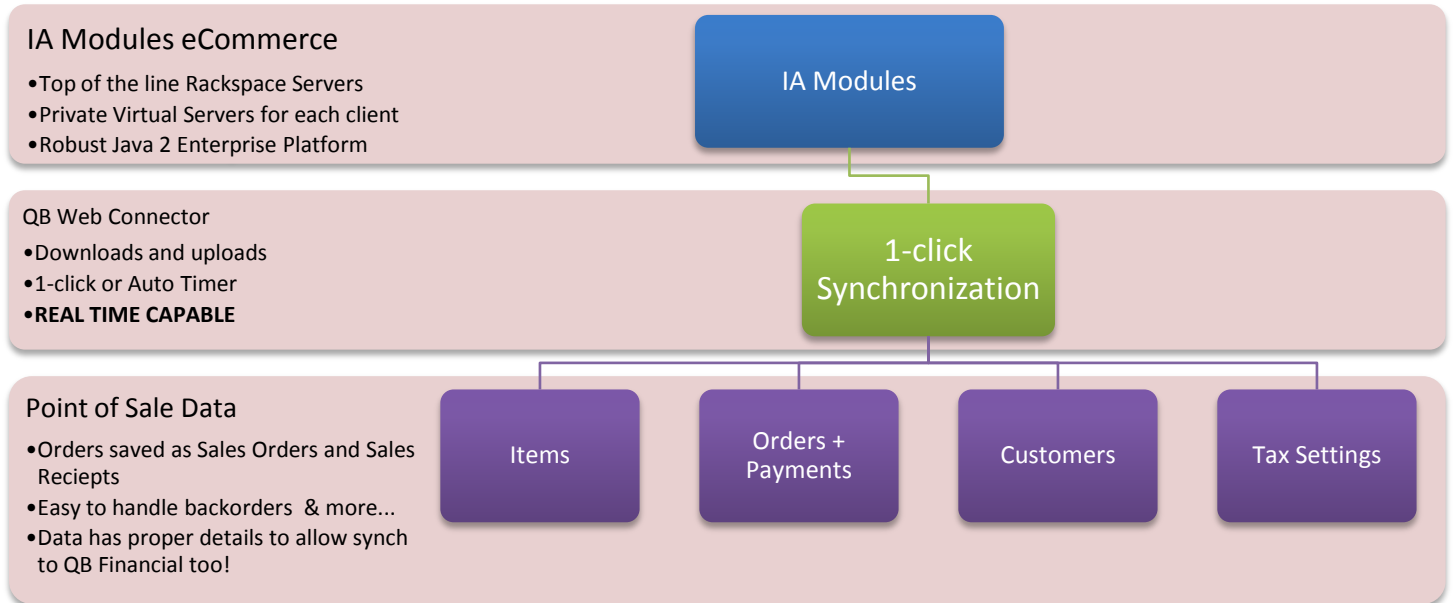 IA Modules eCommerce
•Top of the line Rackspace Servers
•Private Virtual Servers for each client
•Robust Java 2 Enterprise Platform
IA Modules
QB Web Connector
•Downloads and uploads
•1-click or Auto Timer
•REAL TIME CAPABLE
1-click
Synchronization
Point of Sale Data
•Orders saved as Sales Orders and Sales
Reciepts
•Easy to handle backorders & more...
•Data has proper details to allow synch
to QB Financial too!
Items
Orders +
Payments
Customers
Tax Settings